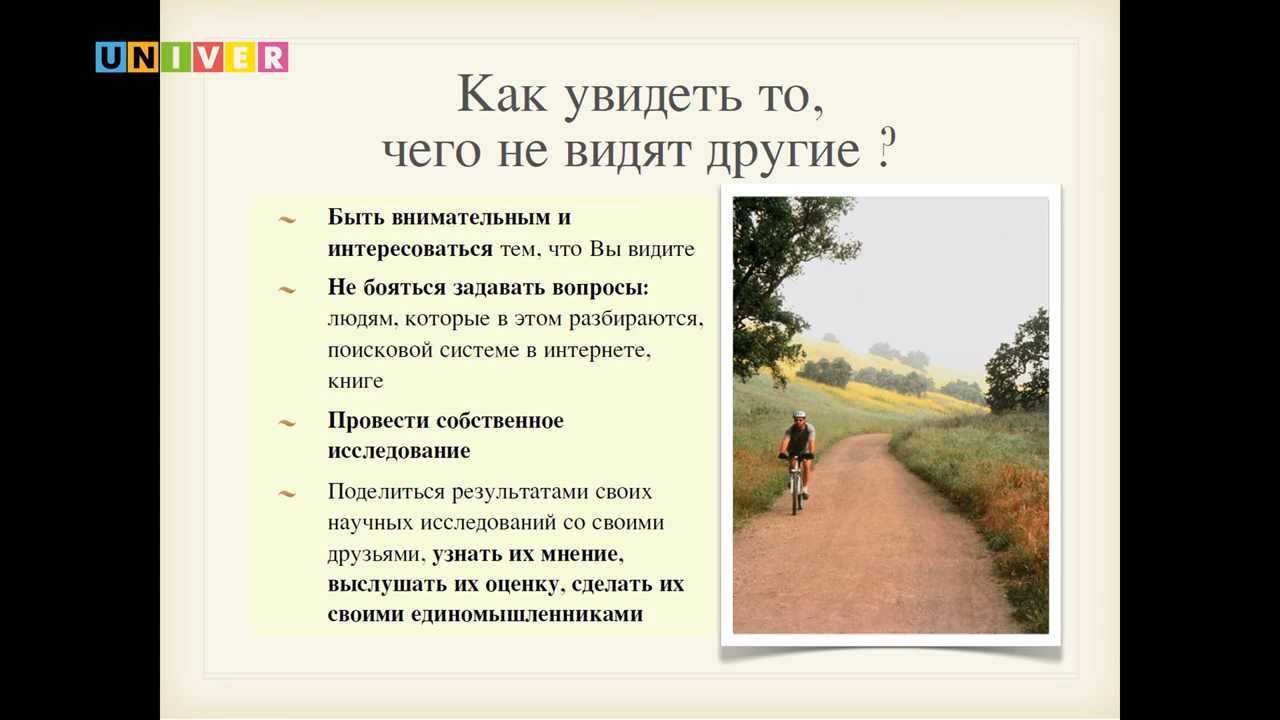 UNIVER
Как увидеть то,
чего не видят другие ?
~ Быть внимательным и
интересоваться тем, что Вы видите
~ Не бояться задавать вопросы:
людям, которые в этом разбираются,
поисковой системе в интернете,
книге
~ Провести собственное
исследование
~ Поделиться результатами своих
научных исследований со своими
друзьями, узнать их мнение,
выслушать их оценку, сделать их
своими единомышленниками